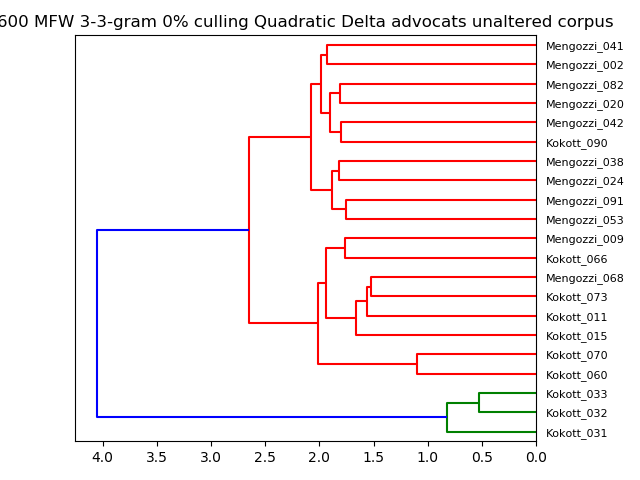 600 MFW 3-3-gram 0% culling Quadratic Delta advocats unaltered corpus
Mengozzi_041
Mengozzi_002
Mengozzi_082
Mengozzi_020
Mengozzi_042
Kokott_090
Mengozzi_038
Mengozzi_024
Mengozzi_091
Mengozzi_053
Mengozzi_009
Kokott_066
Mengozzi_068
Kokott_073
Kokott_011
Kokott_015
Kokott_070
Kokott_060
Kokott_033
Kokott_032
Kokott_031
4.0 3.5 3.0 2.5 2.0 1.5 1.0 0.5 0.0